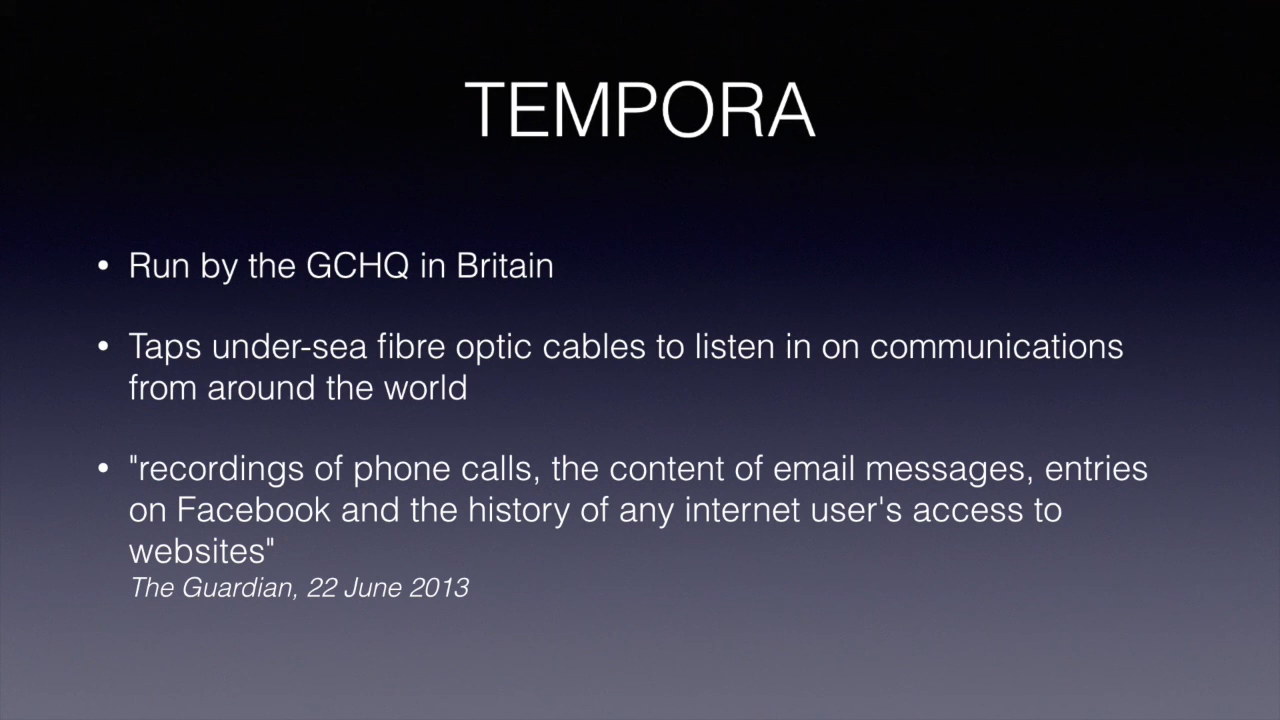 TEMPORA
• Run by the GCHQ in Britain
• Taps under-sea fibre optic cables to listen in on communications
from around the world
• "recordings of phone calls, the content of email messages, entries
on Facebook and the history of any internet user's access to
websites"
The Guardian, 22 June 2013